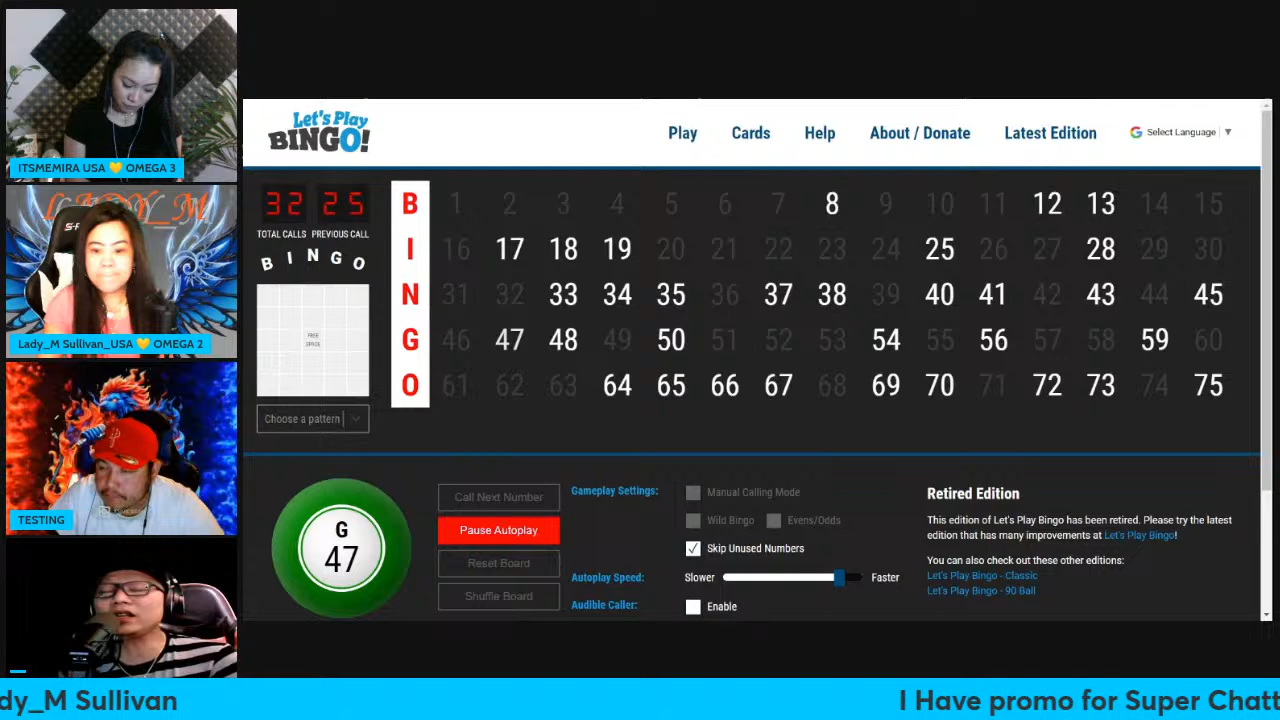 LADY_M
ITSMEMIRA USA 💛 OMEGA 3
Lady_M Sullivan_USA 💛 OMEGA 2
TESTING
Let's Play
BINGO!
Play Cards Help About / Donate Latest Edition Select Language ▼
32 25
TOTAL CALLS PREVIOUS CALL
B I N G O
FREE
SPACE
Choose a pattern
B 1 2 3 4 5 6 7 8 9 10 11 12 13 14 15
I 16 17 18 19 20 21 22 23 24 25 26 27 28 29 30
N 31 32 33 34 35 36 37 38 39 40 41 42 43 44 45
G 46 47 48 49 50 51 52 53 54 55 56 57 58 59 60
O 61 62 63 64 65 66 67 68 69 70 71 72 73 74 75
G
47
Call Next Number
Pause Autoplay
Reset Board
Shuffle Board
Gameplay Settings:
Manual Calling Mode
Wild Bingo Evens/Odds
Skip Unused Numbers
Autoplay Speed: Slower Faster
Audible Caller: Enable
Retired Edition
This edition of Let's Play Bingo has been retired. Please try the latest
edition that has many improvements at Let's Play Bingo!
You can also check out these other editions:
Let's Play Bingo - Classic
Let's Play Bingo - 90 Ball
dy_M Sullivan I Have promo for Super Chatt